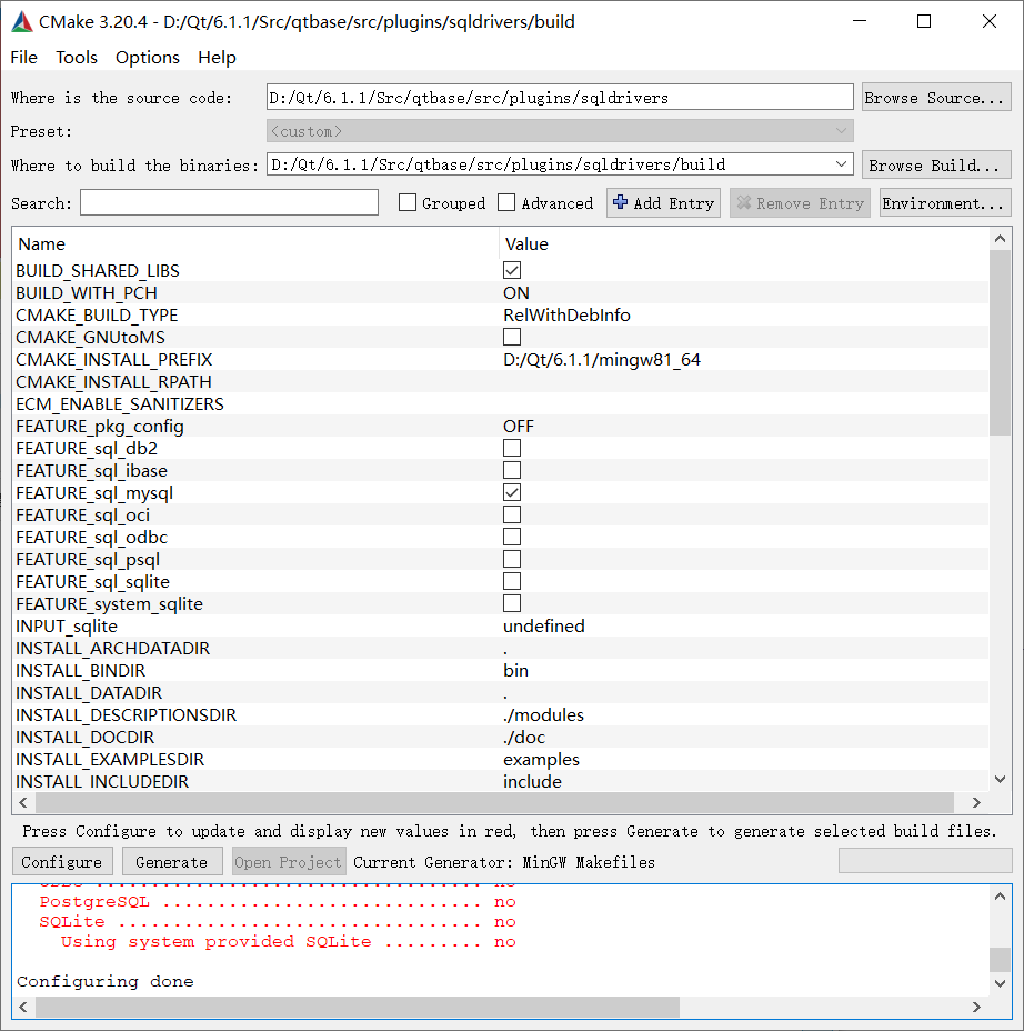 CMake 3.20.4 - D:/Qt/6.1.1/Src/qtbase/src/plugins/sqldrivers/build
File Tools Options Help
Where is the source code: D:/Qt/6.1.1/Src/qtbase/src/plugins/sqldrivers Browse Source...
Preset: <custom>
Where to build the binaries: D:/Qt/6.1.1/Src/qtbase/src/plugins/sqldrivers/build Browse Build...
Search: Grouped Advanced Add Entry Remove Entry Environment...
Name Value
BUILD_SHARED_LIBS
BUILD_WITH_PCH ON
CMAKE_BUILD_TYPE RelWithDebInfo
CMAKE_GNUtoMS
CMAKE_INSTALL_PREFIX D:/Qt/6.1.1/mingw81_64
CMAKE_INSTALL_RPATH
ECM_ENABLE_SANITIZERS
FEATURE_pkg_config OFF
FEATURE_sql_db2
FEATURE_sql_ibase
FEATURE_sql_mysql
FEATURE_sql_oci
FEATURE_sql_odbc
FEATURE_sql_psql
FEATURE_sql_sqlite
FEATURE_system_sqlite
INPUT_sqlite undefined
INSTALL_ARCHDATADIR .
INSTALL_BINDIR bin
INSTALL_DATADIR .
INSTALL_DESCRIPTIONSDIR ./modules
INSTALL_DOCDIR ./doc
INSTALL_EXAMPLESDIR examples
INSTALL_INCLUDEDIR include
Press Configure to update and display new values in red, then press Generate to generate selected build files.
Configure Generate Open Project Current Generator: MinGW Makefiles
PostgreSQL .............................. no
SQLite .................................. no
Using system provided SQLite ......... no
Configuring done